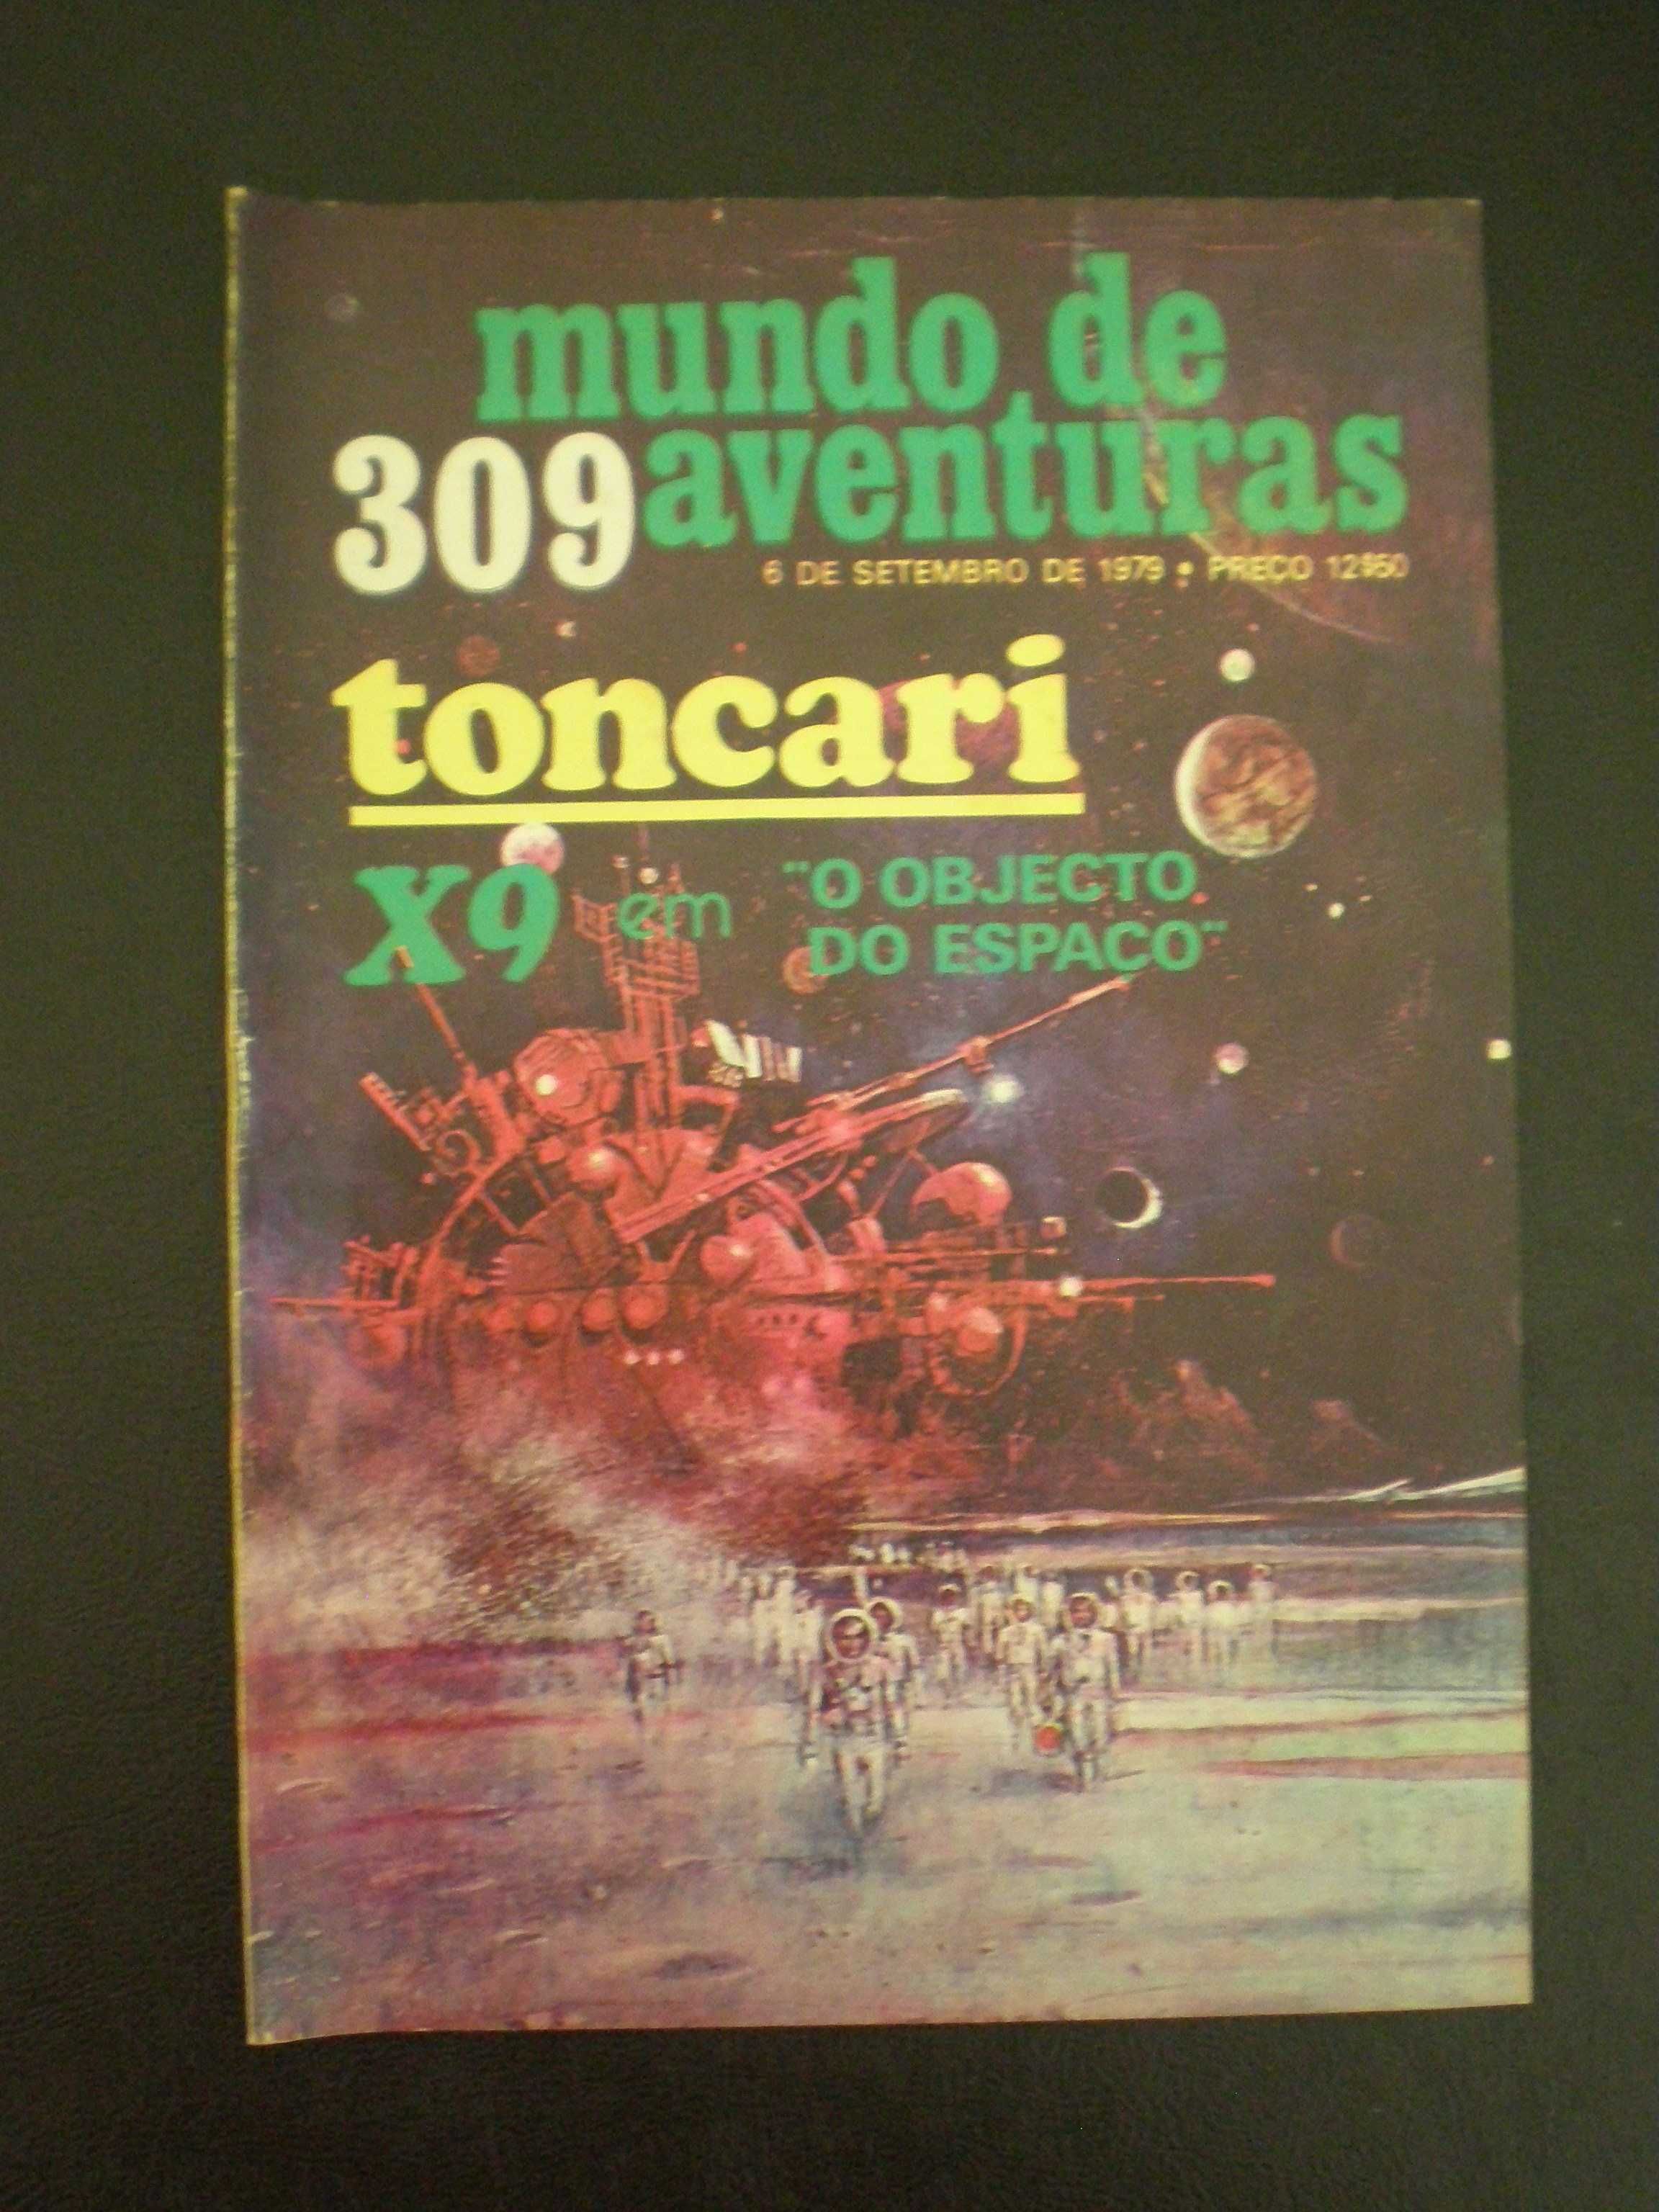 mundo de
309 aventuras
6 DE SETEMBRO DE 1979 • PREÇO 12$50
toncari
X9 em "O OBJECTO
DO ESPAÇO"